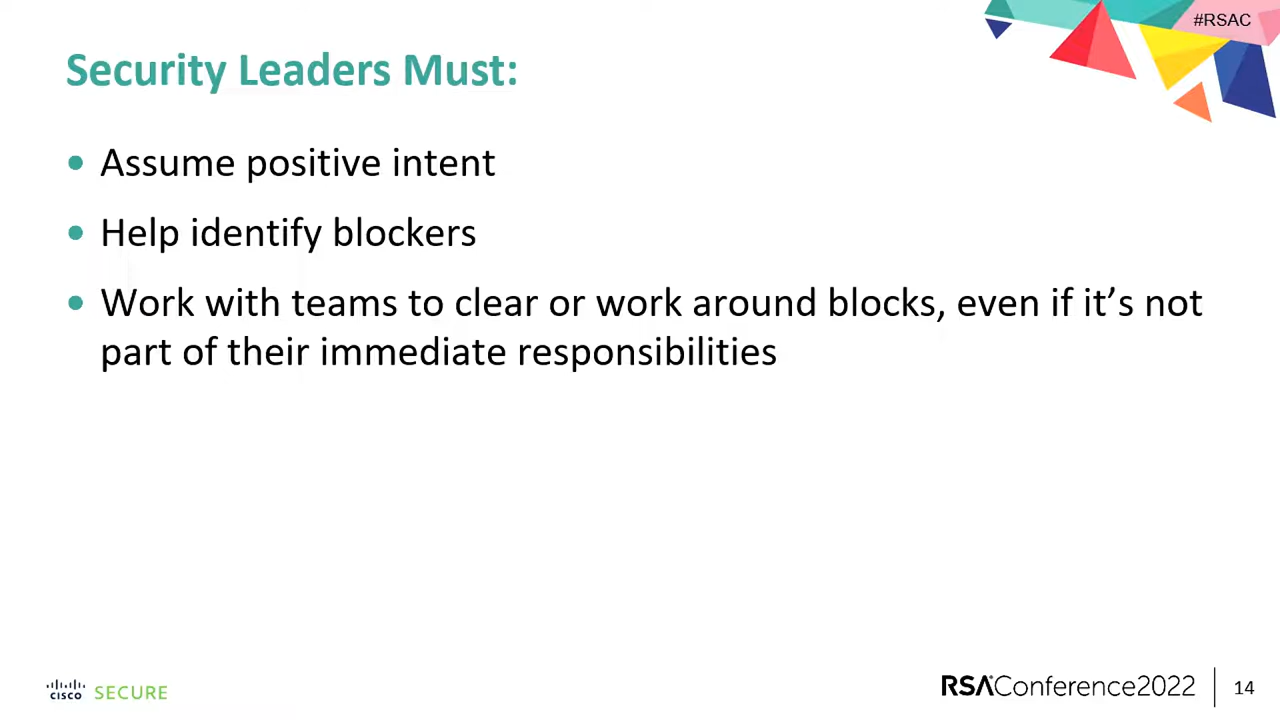 #RSAC
Security Leaders Must:
• Assume positive intent
• Help identify blockers
• Work with teams to clear or work around blocks, even if it’s not
part of their immediate responsibilities
CISCO SECURE
RSAConference2022 14